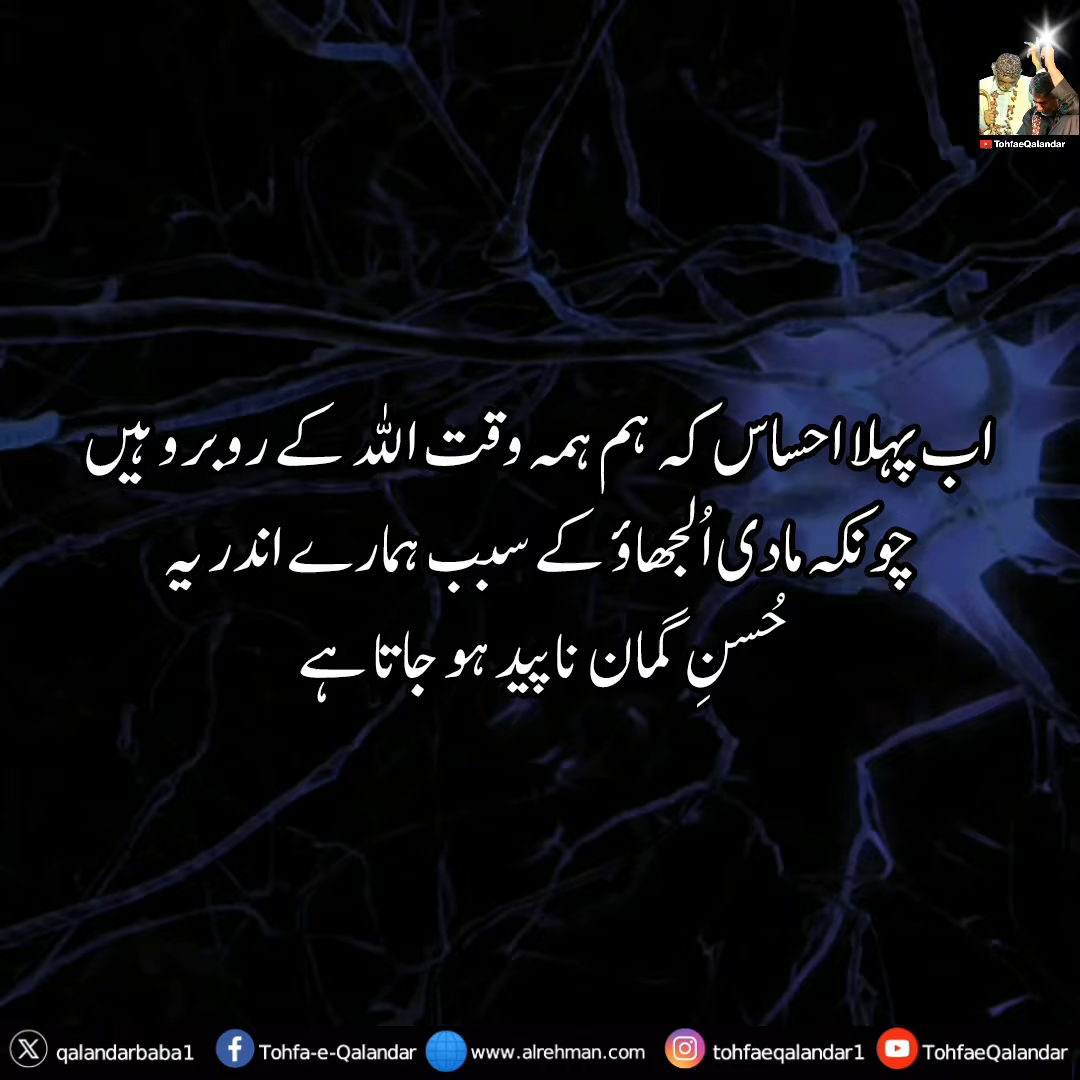 TohfaeQalandar
اب پہلا احساس کہ ہم ہمہ وقت اللہ کے روبرو ہیں
چونکہ مادی اُلجھاؤ کے سبب ہمارے اندر یہ
حُسنِ گمان ناپید ہو جاتا ہے
qalandarbaba1 Tohfa-e-Qalandar www.alrehman.com tohfaeqalandar1 TohfaeQalandar